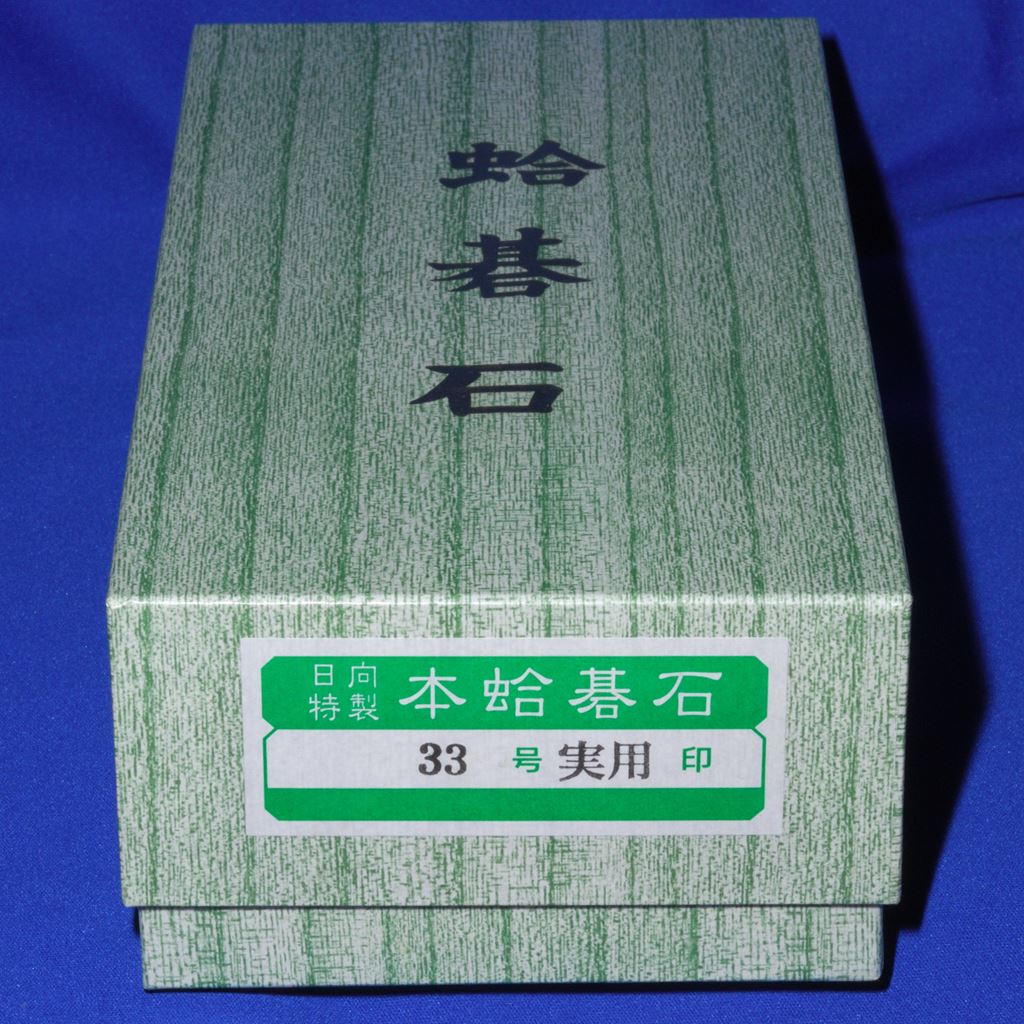 蛤碁石
日向特製 本蛤碁石
33 号 実用 印